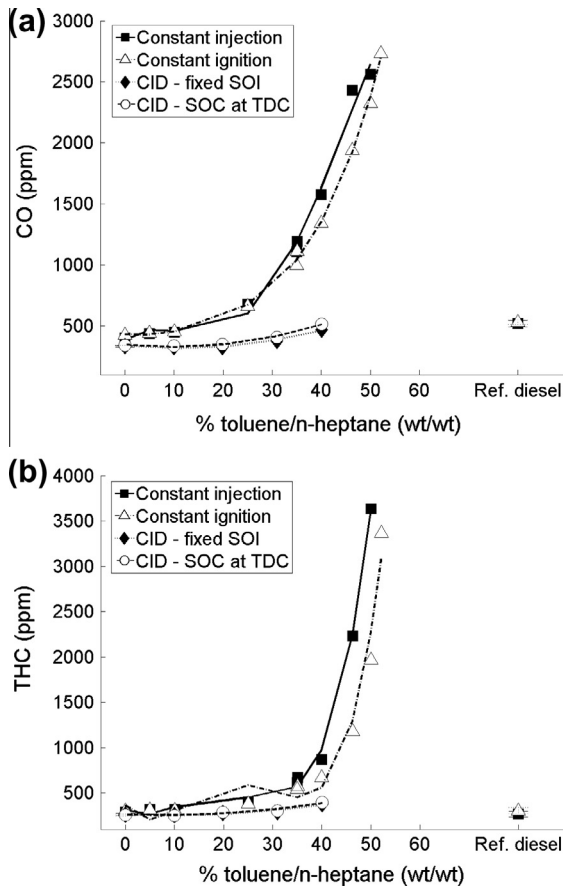 (a)
3000
2500
2000
1500
1000
500
CO (ppm)
Constant injection
Constant ignition
CID - fixed SOI
CID - SOC at TDC
0 10 20 30 40 50 60 Ref. diesel
% toluene/n-heptane (wt/wt)
(b)
4000
3500
3000
2500
2000
1500
1000
500
THC (ppm)
Constant injection
Constant ignition
CID - fixed SOI
CID - SOC at TDC
0 10 20 30 40 50 60 Ref. diesel
% toluene/n-heptane (wt/wt)